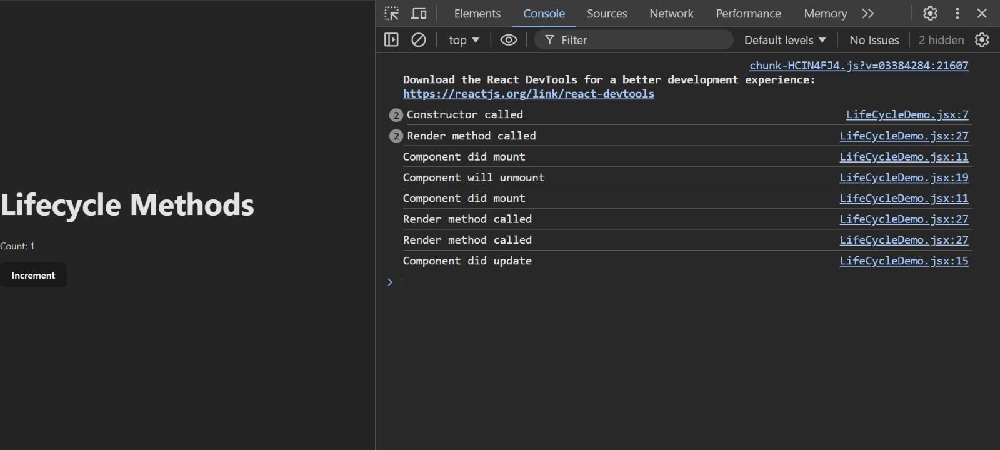 Elements Console Sources Network Performance Memory
top Filter Default levels No Issues 2 hidden
chunk-HCIN4FJ4.js?v=03384284:21607
Download the React DevTools for a better development experience:
https://reactjs.org/link/react-devtools
2 Constructor called LifeCycleDemo.jsx:7
2 Render method called LifeCycleDemo.jsx:27
Component did mount LifeCycleDemo.jsx:11
Component will unmount LifeCycleDemo.jsx:19
Component did mount LifeCycleDemo.jsx:11
Render method called LifeCycleDemo.jsx:27
Render method called LifeCycleDemo.jsx:27
Component did update LifeCycleDemo.jsx:15
Lifecycle Methods
Count: 1
Increment